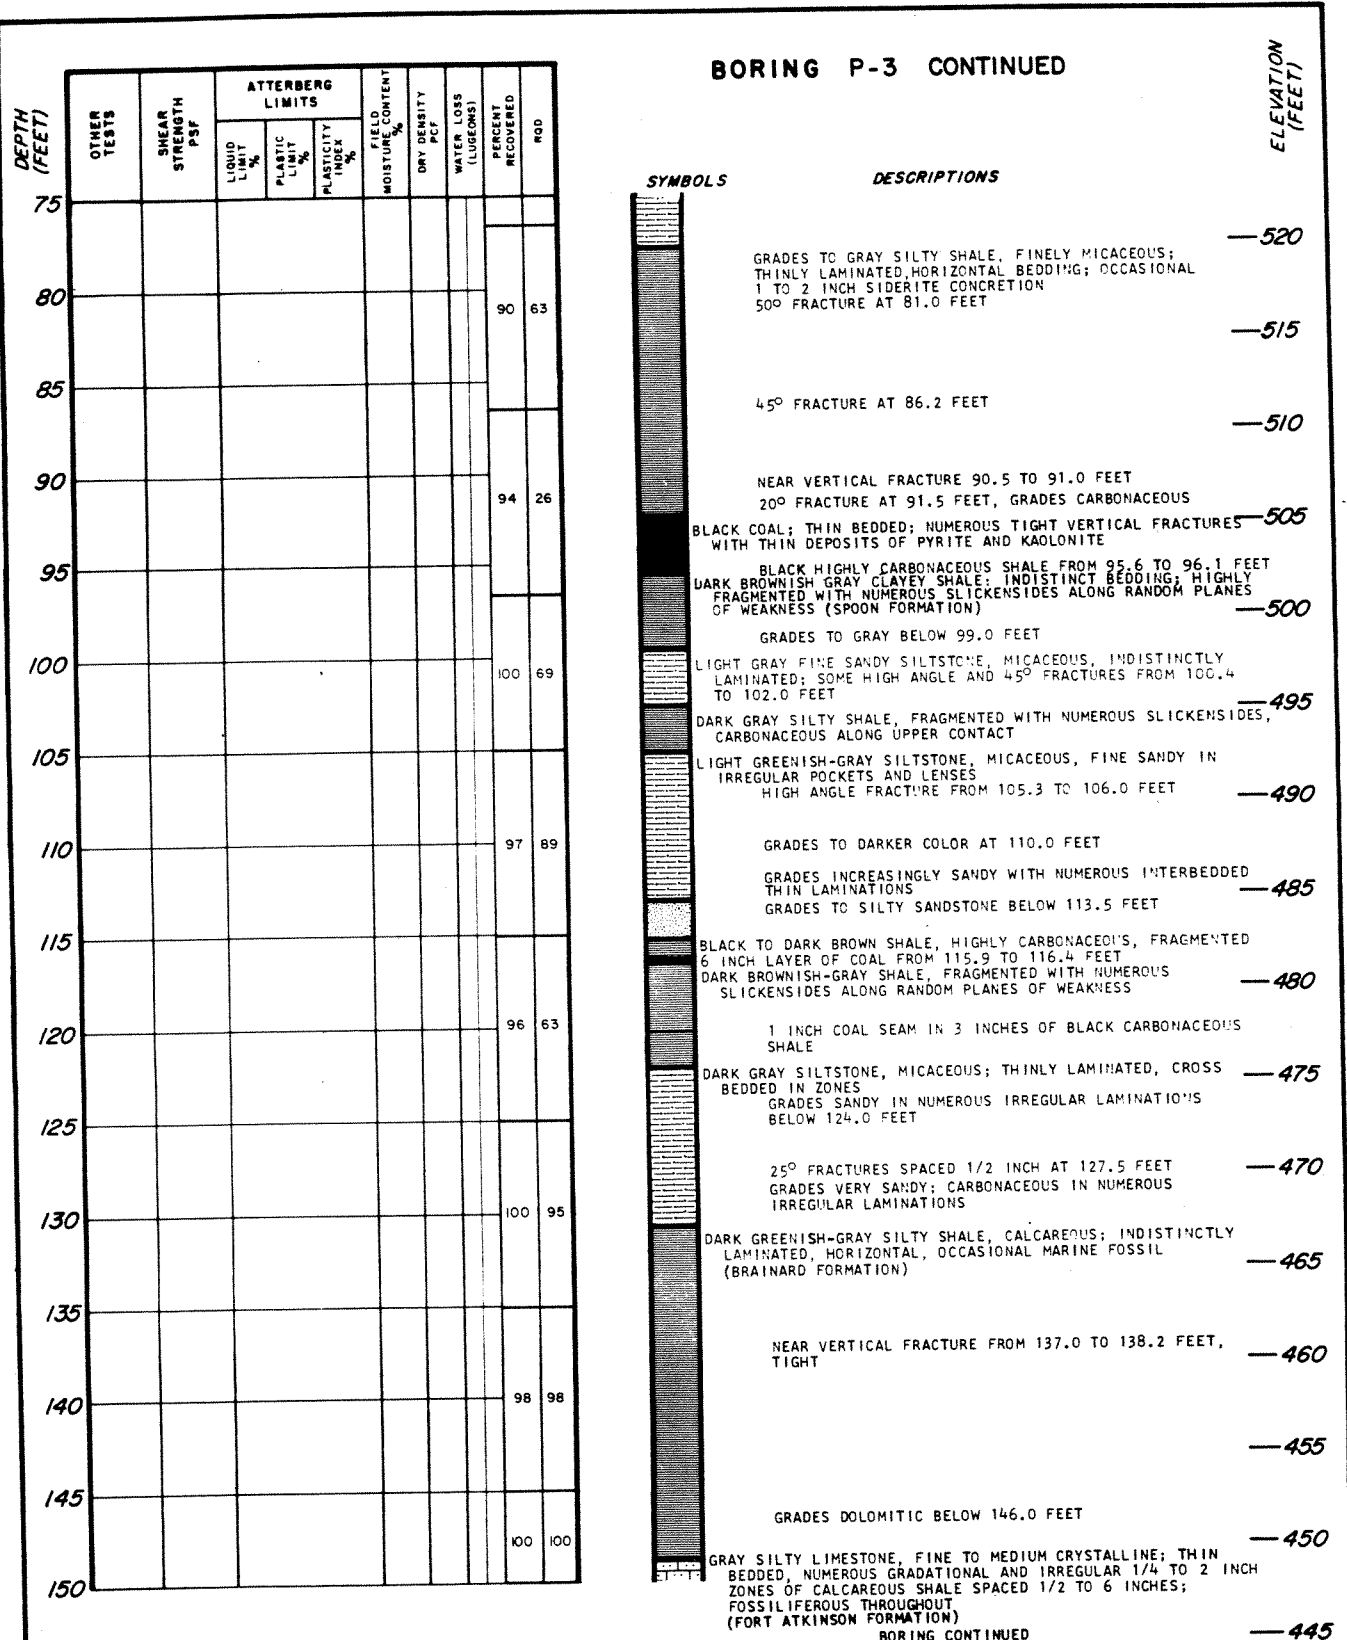 BORING P-3 CONTINUED
DEPTH
(FEET)
OTHER
TESTS
SHEAR
STRENGTH
PSF
ATTERBERG
LIMITS
LIQUID
LIMIT
%
PLASTIC
LIMIT
%
PLASTICITY
INDEX
%
FIELD
MOISTURE CONTENT
%
DRY DENSITY
PCF
WATER LOSS
(LUGEONS)
PERCENT
RECOVERED
RQD
SYMBOLS
DESCRIPTIONS
ELEVATION
(FEET)
75
520
GRADES TO GRAY SILTY SHALE, FINELY MICACEOUS;
THINLY LAMINATED, HORIZONTAL BEDDING; OCCASIONAL
1 TO 2 INCH SIDERITE CONCRETION
50° FRACTURE AT 81.0 FEET
80
90 63
515
85
45° FRACTURE AT 86.2 FEET
510
90
94 26
NEAR VERTICAL FRACTURE 90.5 TO 91.0 FEET
20° FRACTURE AT 91.5 FEET, GRADES CARBONACEOUS
505
BLACK COAL; THIN BEDDED; NUMEROUS TIGHT VERTICAL FRACTURES
WITH THIN DEPOSITS OF PYRITE AND KAOLONITE
95
BLACK HIGHLY CARBONACEOUS SHALE FROM 95.6 TO 96.1 FEET
DARK BROWNISH GRAY CLAYEY SHALE; INDISTINCT BEDDING; HIGHLY
FRAGMENTED WITH NUMEROUS SLICKENSIDES ALONG RANDOM PLANES
OF WEAKNESS (SPOON FORMATION)
500
GRADES TO GRAY BELOW 99.0 FEET
100
100 69
LIGHT GRAY FINE SANDY SILTSTONE, MICACEOUS, INDISTINCTLY
LAMINATED; SOME HIGH ANGLE AND 45° FRACTURES FROM 100.4
TO 102.0 FEET
495
DARK GRAY SILTY SHALE, FRAGMENTED WITH NUMEROUS SLICKENSIDES,
CARBONACEOUS ALONG UPPER CONTACT
105
LIGHT GREENISH-GRAY SILTSTONE, MICACEOUS, FINE SANDY IN
IRREGULAR POCKETS AND LENSES
HIGH ANGLE FRACTURE FROM 105.3 TO 106.0 FEET
490
110
97 89
GRADES TO DARKER COLOR AT 110.0 FEET
GRADES INCREASINGLY SANDY WITH NUMEROUS INTERBEDDED
THIN LAMINATIONS
485
GRADES TO SILTY SANDSTONE BELOW 113.5 FEET
115
BLACK TO DARK BROWN SHALE, HIGHLY CARBONACEOUS, FRAGMENTED
6 INCH LAYER OF COAL FROM 115.9 TO 116.4 FEET
DARK BROWNISH-GRAY SHALE, FRAGMENTED WITH NUMEROUS
SLICKENSIDES ALONG RANDOM PLANES OF WEAKNESS
480
120
96 63
1 INCH COAL SEAM IN 3 INCHES OF BLACK CARBONACEOUS
SHALE
DARK GRAY SILTSTONE, MICACEOUS; THINLY LAMINATED, CROSS
BEDDED IN ZONES
475
GRADES SANDY IN NUMEROUS IRREGULAR LAMINATIONS
BELOW 124.0 FEET
125
25° FRACTURES SPACED 1/2 INCH AT 127.5 FEET
470
GRADES VERY SANDY; CARBONACEOUS IN NUMEROUS
IRREGULAR LAMINATIONS
130
100 95
DARK GREENISH-GRAY SILTY SHALE, CALCAREOUS; INDISTINCTLY
LAMINATED, HORIZONTAL, OCCASIONAL MARINE FOSSIL
(BRAINARD FORMATION)
465
135
NEAR VERTICAL FRACTURE FROM 137.0 TO 138.2 FEET,
TIGHT
460
140
98 98
455
145
GRADES DOLOMITIC BELOW 146.0 FEET
100 100
450
GRAY SILTY LIMESTONE, FINE TO MEDIUM CRYSTALLINE; THIN
BEDDED, NUMEROUS GRADATIONAL AND IRREGULAR 1/4 TO 2 INCH
ZONES OF CALCAREOUS SHALE SPACED 1/2 TO 6 INCHES;
FOSSILIFEROUS THROUGHOUT
(FORT ATKINSON FORMATION)
150
BORING CONTINUED
445